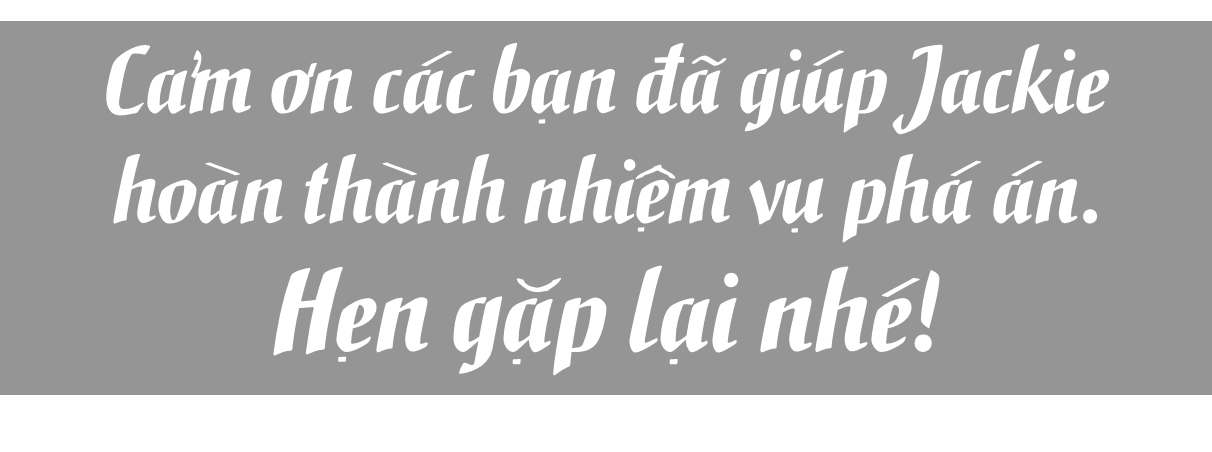 Cảm ơn các bạn đã giúp Jackie
hoàn thành nhiệm vụ phá án.
Hẹn gặp lại nhé!